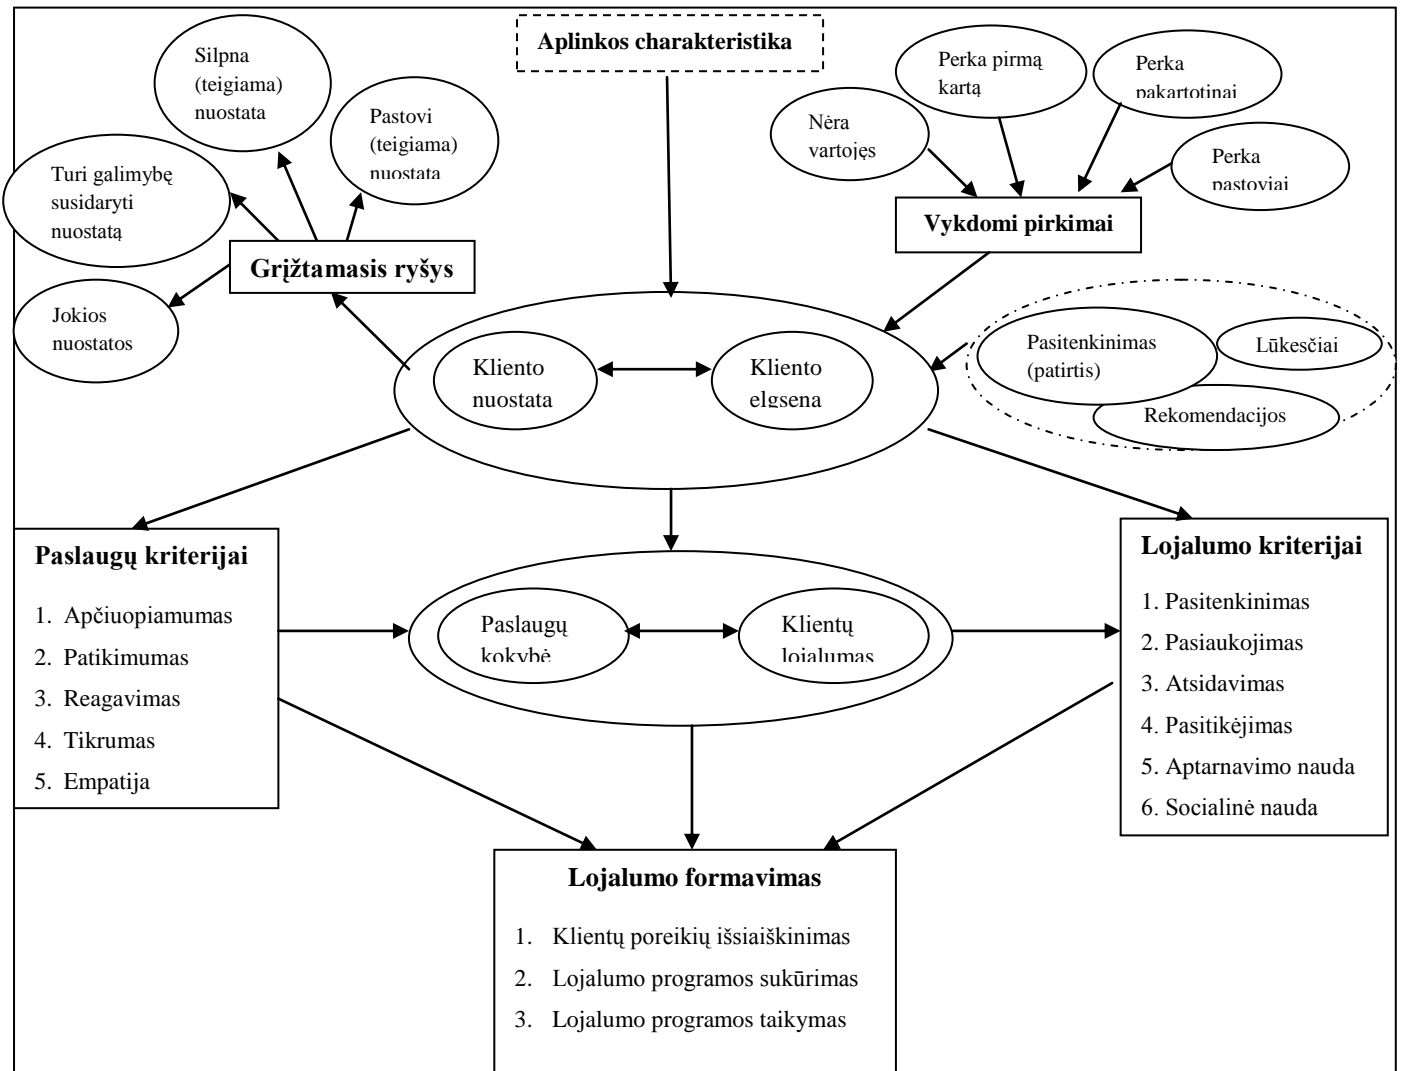 Aplinkos charakteristika
Silpna
(teigiama)
nuostata
Pastovi
(teigiama)
nuostata
Turi galimybę
susidaryti
nuostatą
Jokios
nuostatos
Grįžtamasis ryšys
Perka pirmą
kartą
Perka
pakartotinai
Nėra
vartojęs
Perka
pastoviai
Vykdomi pirkimai
Kliento
nuostata
Kliento
elgsena
Pasitenkinimas
(patirtis)
Lūkesčiai
Rekomendacijos
Paslaugų kriterijai
1. Apčiuopiamumas
2. Patikimumas
3. Reagavimas
4. Tikrumas
5. Empatija
Paslaugų
kokybė
Klientų
lojalumas
Lojalumo kriterijai
1. Pasitenkinimas
2. Pasiaukojimas
3. Atsidavimas
4. Pasitikėjimas
5. Aptarnavimo nauda
6. Socialinė nauda
Lojalumo formavimas
1. Klientų poreikių išsiaiškinimas
2. Lojalumo programos sukūrimas
3. Lojalumo programos taikymas